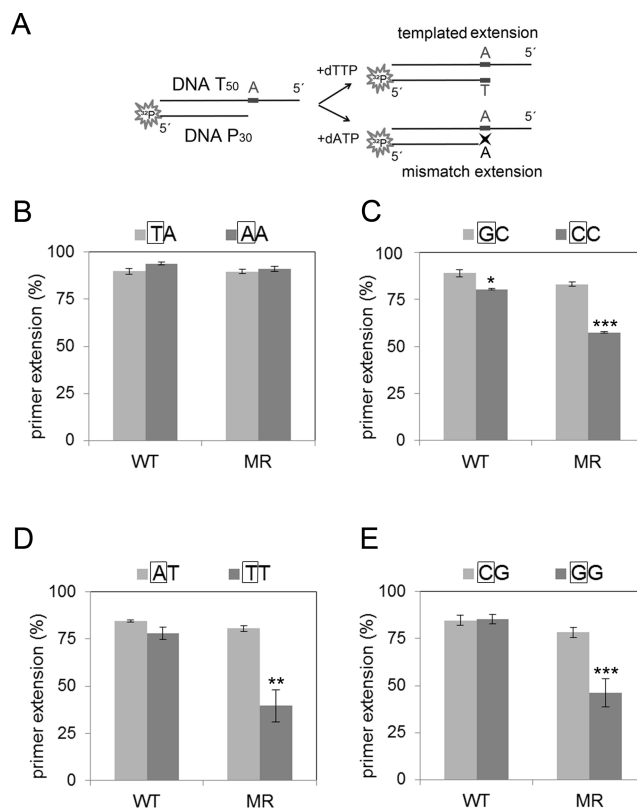 A
templated extension
A
5´
+dTTP
32P
DNA T50
A
5´
5´
T
32P
5´
DNA P30
A
5´
+dATP
32P
5´
A
mismatch extension
B
TA AA
primer extension (%)
100
75
50
25
0
WT MR
C
GC CC
primer extension (%)
100
75
50
25
0
*
***
WT MR
D
AT TT
primer extension (%)
100
75
50
25
0
**
WT MR
E
CG GG
primer extension (%)
100
75
50
25
0
***
WT MR